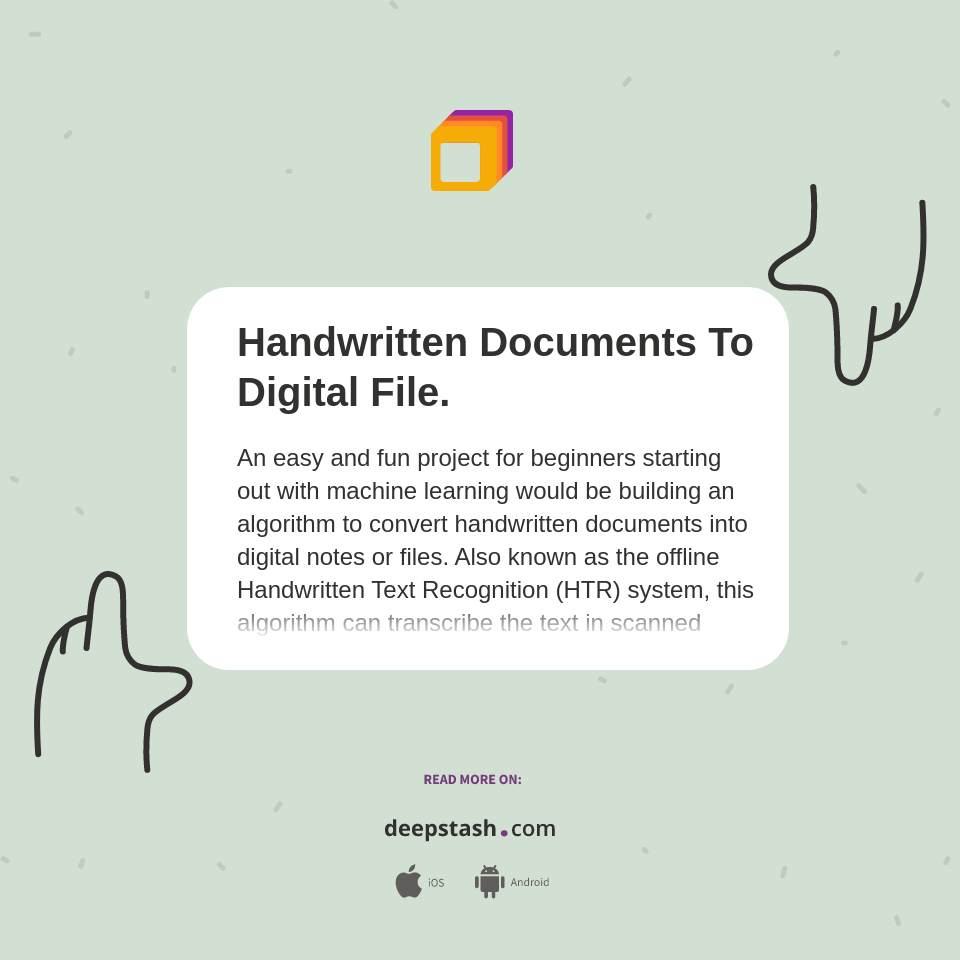 Handwritten Documents To
Digital File.
An easy and fun project for beginners starting
out with machine learning would be building an
algorithm to convert handwritten documents into
digital notes or files. Also known as the offline
Handwritten Text Recognition (HTR) system, this
algorithm can transcribe the text in scanned
READ MORE ON:
deepstash.com
iOS Android